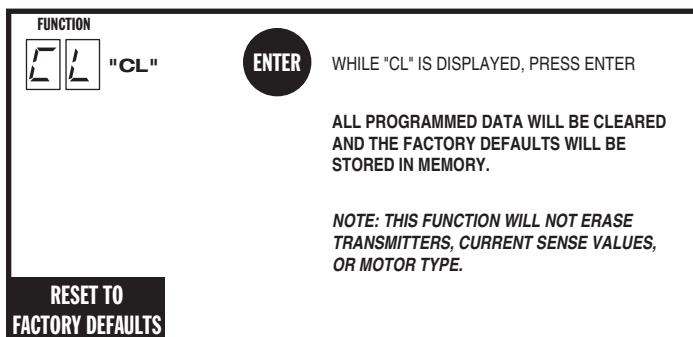 FUNCTION
CL "CL"
ENTER
WHILE "CL" IS DISPLAYED, PRESS ENTER
ALL PROGRAMMED DATA WILL BE CLEARED
AND THE FACTORY DEFAULTS WILL BE
STORED IN MEMORY.
NOTE: THIS FUNCTION WILL NOT ERASE
TRANSMITTERS, CURRENT SENSE VALUES,
OR MOTOR TYPE.
RESET TO
FACTORY DEFAULTS